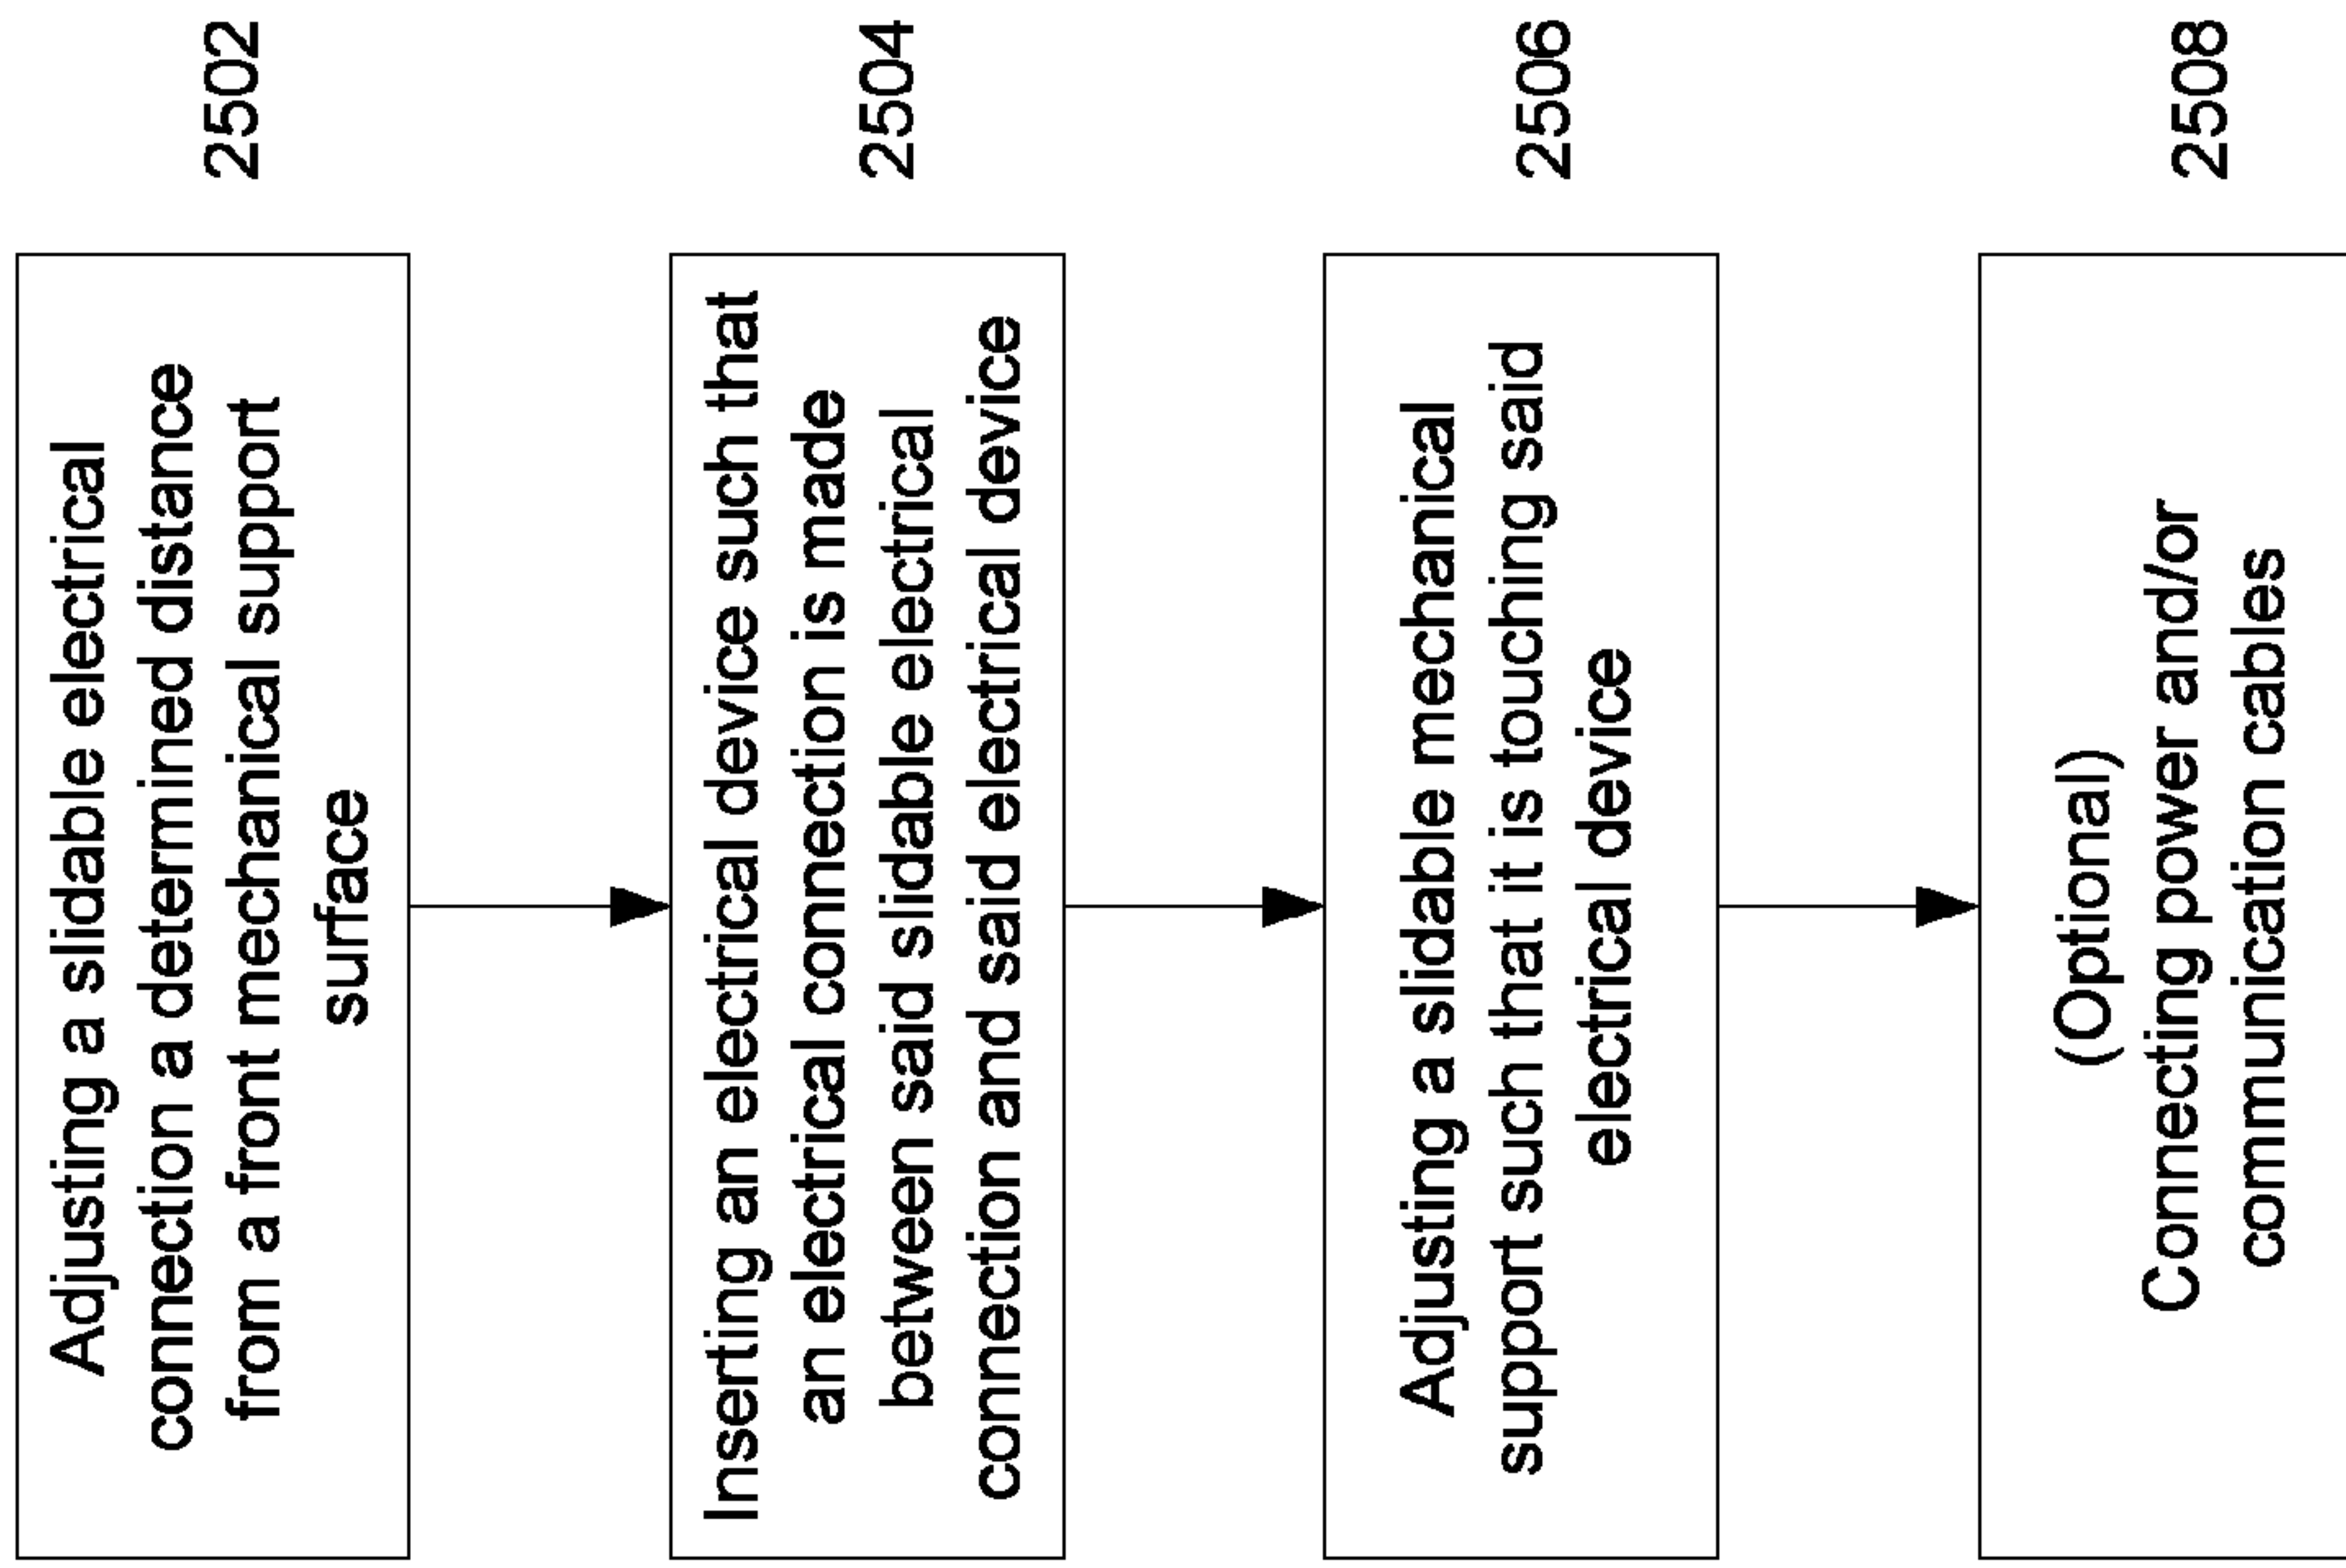 Adjusting a slidable electrical
connection a determined distance
from a front mechanical support
surface
2502
Inserting an electrical device such that
an electrical connection is made
between said slidable electrical
connection and said electrical device
2504
Adjusting a slidable mechanical
support such that it is touching said
electrical device
2506
(Optional)
Connecting power and/or
communication cables
2508